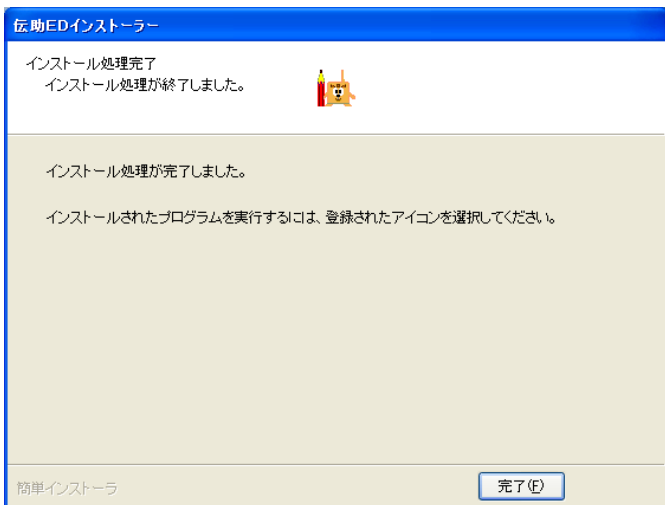 伝助EDインストーラー
インストール処理完了
インストール処理が終了しました。
インストール処理が完了しました。
インストールされたプログラムを実行するには、登録されたアイコンを選択してください。
簡単インストーラ
完了(F)